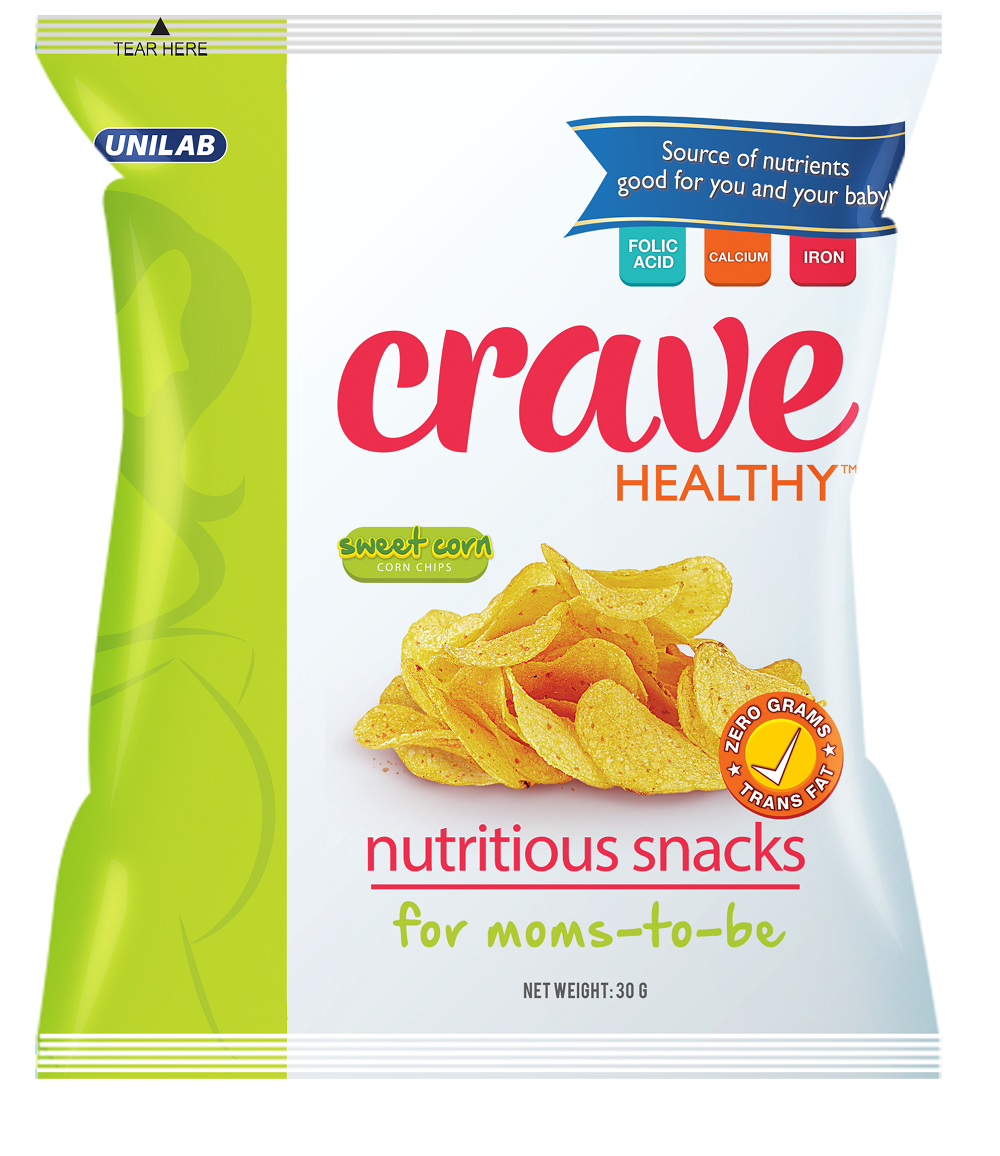 TEAR HERE
UNILAB
Source of nutrients
good for you and your baby!
FOLIC
ACID
CALCIUM
IRON
crave
HEALTHY™
sweet corn
CORN CHIPS
ZERO GRAMS
TRANS FAT
nutritious snacks
for moms-to-be
NET WEIGHT: 30 G